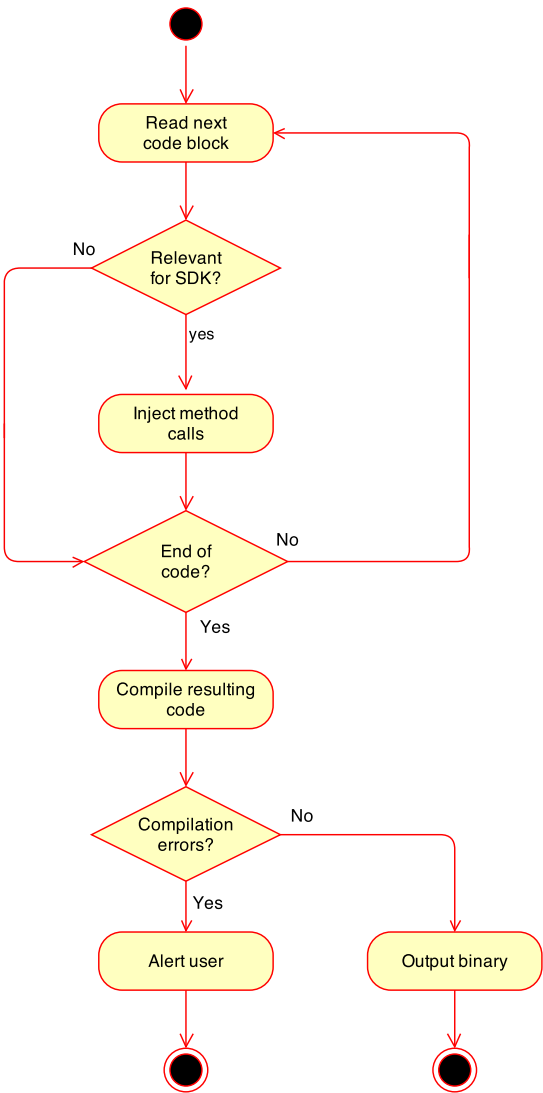 Read next
code block
No
Relevant
for SDK?
yes
Inject method
calls
No
End of
code?
Yes
Compile resulting
code
No
Compilation
errors?
Yes
Alert user
Output binary